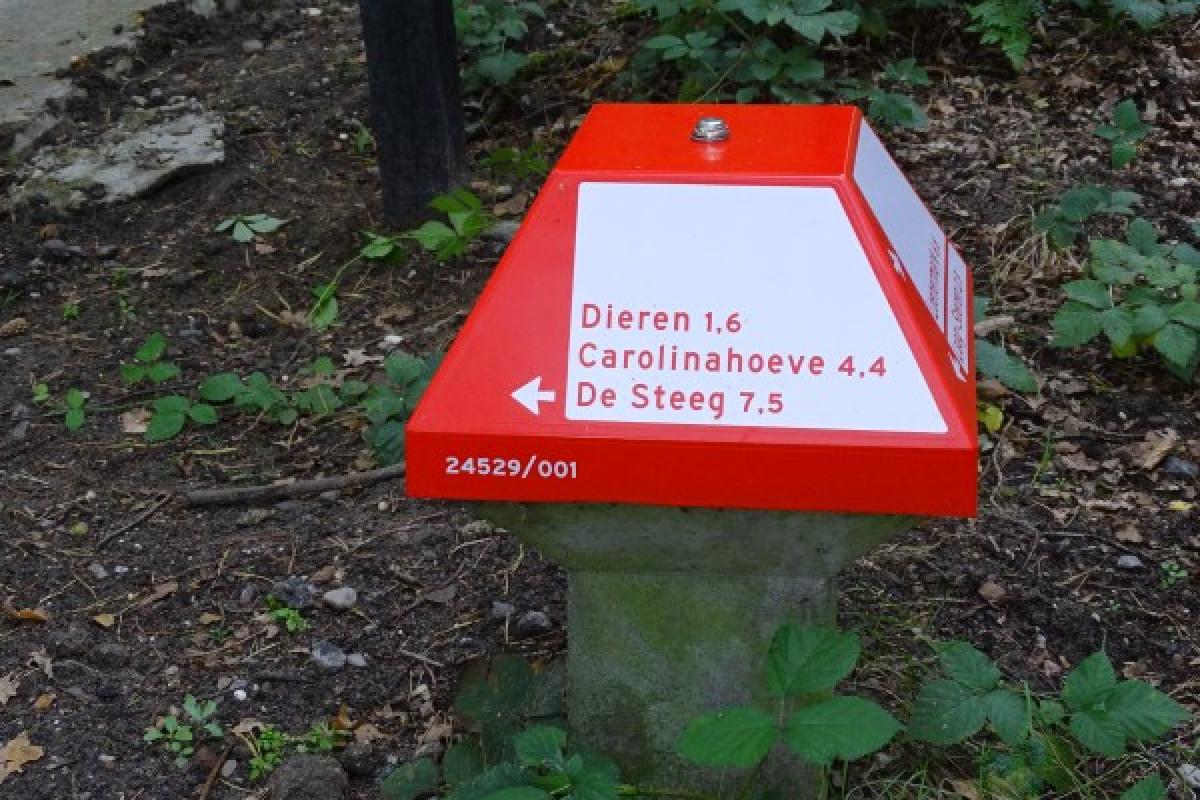 Dieren 1,6
Carolinahoeve 4,4
De Steeg 7,5
24529/001